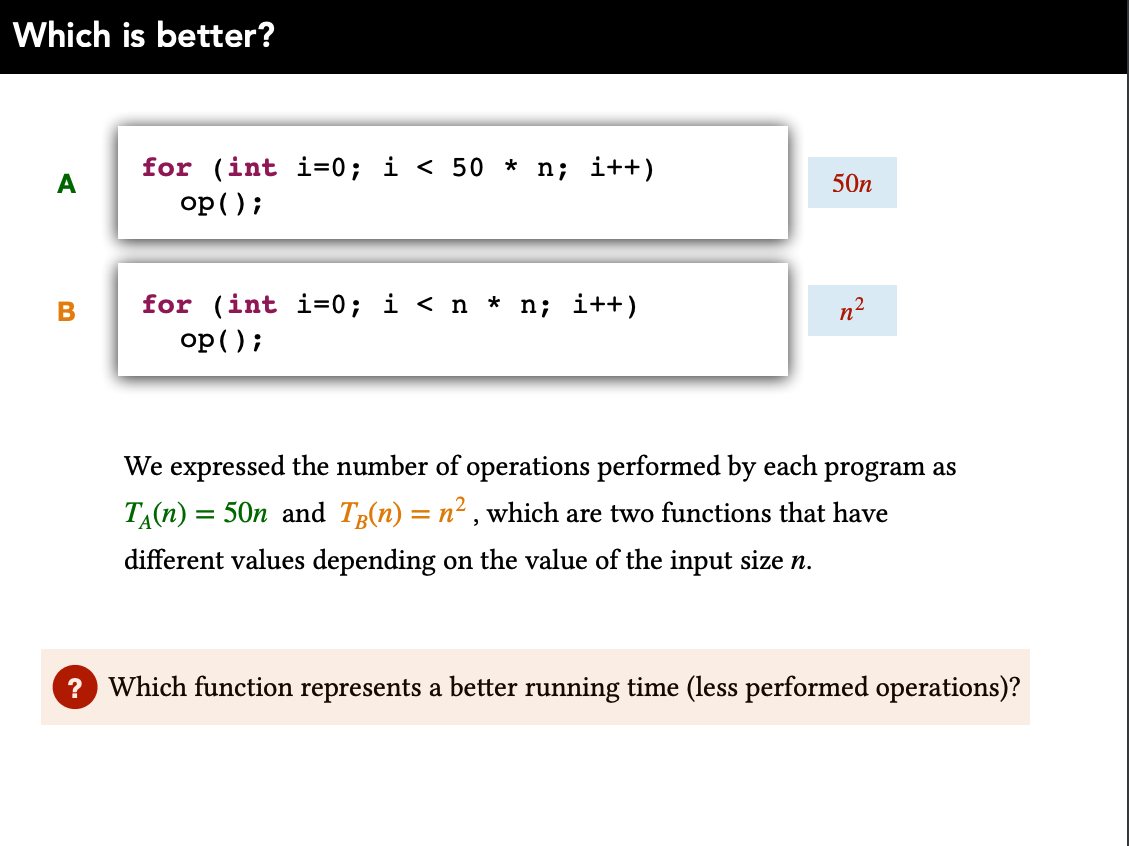 Which is better?
A
for (int i=0; i < 50 * n; i++)
op();
50n
B
for (int i=0; i < n * n; i++)
op();
n²
We expressed the number of operations performed by each program as
T_A(n) = 50n and T_B(n) = n² , which are two functions that have
different values depending on the value of the input size n.
? Which function represents a better running time (less performed operations)?